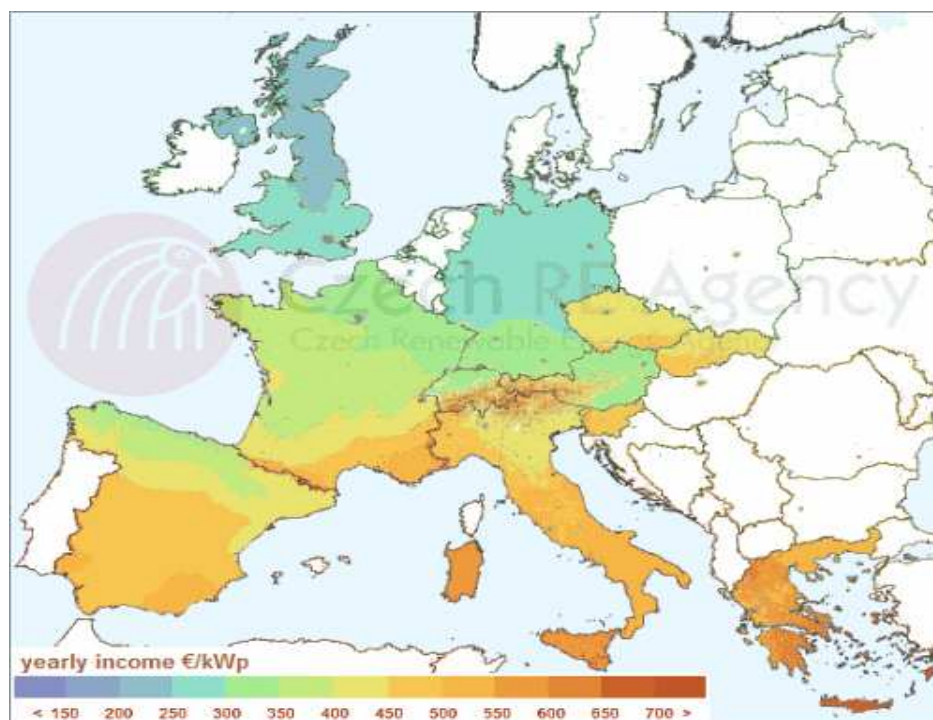 Czech RE Agency
Czech Renewable Energy Agency
yearly income €/kWp
< 150 200 250 300 350 400 450 500 550 600 650 700 >